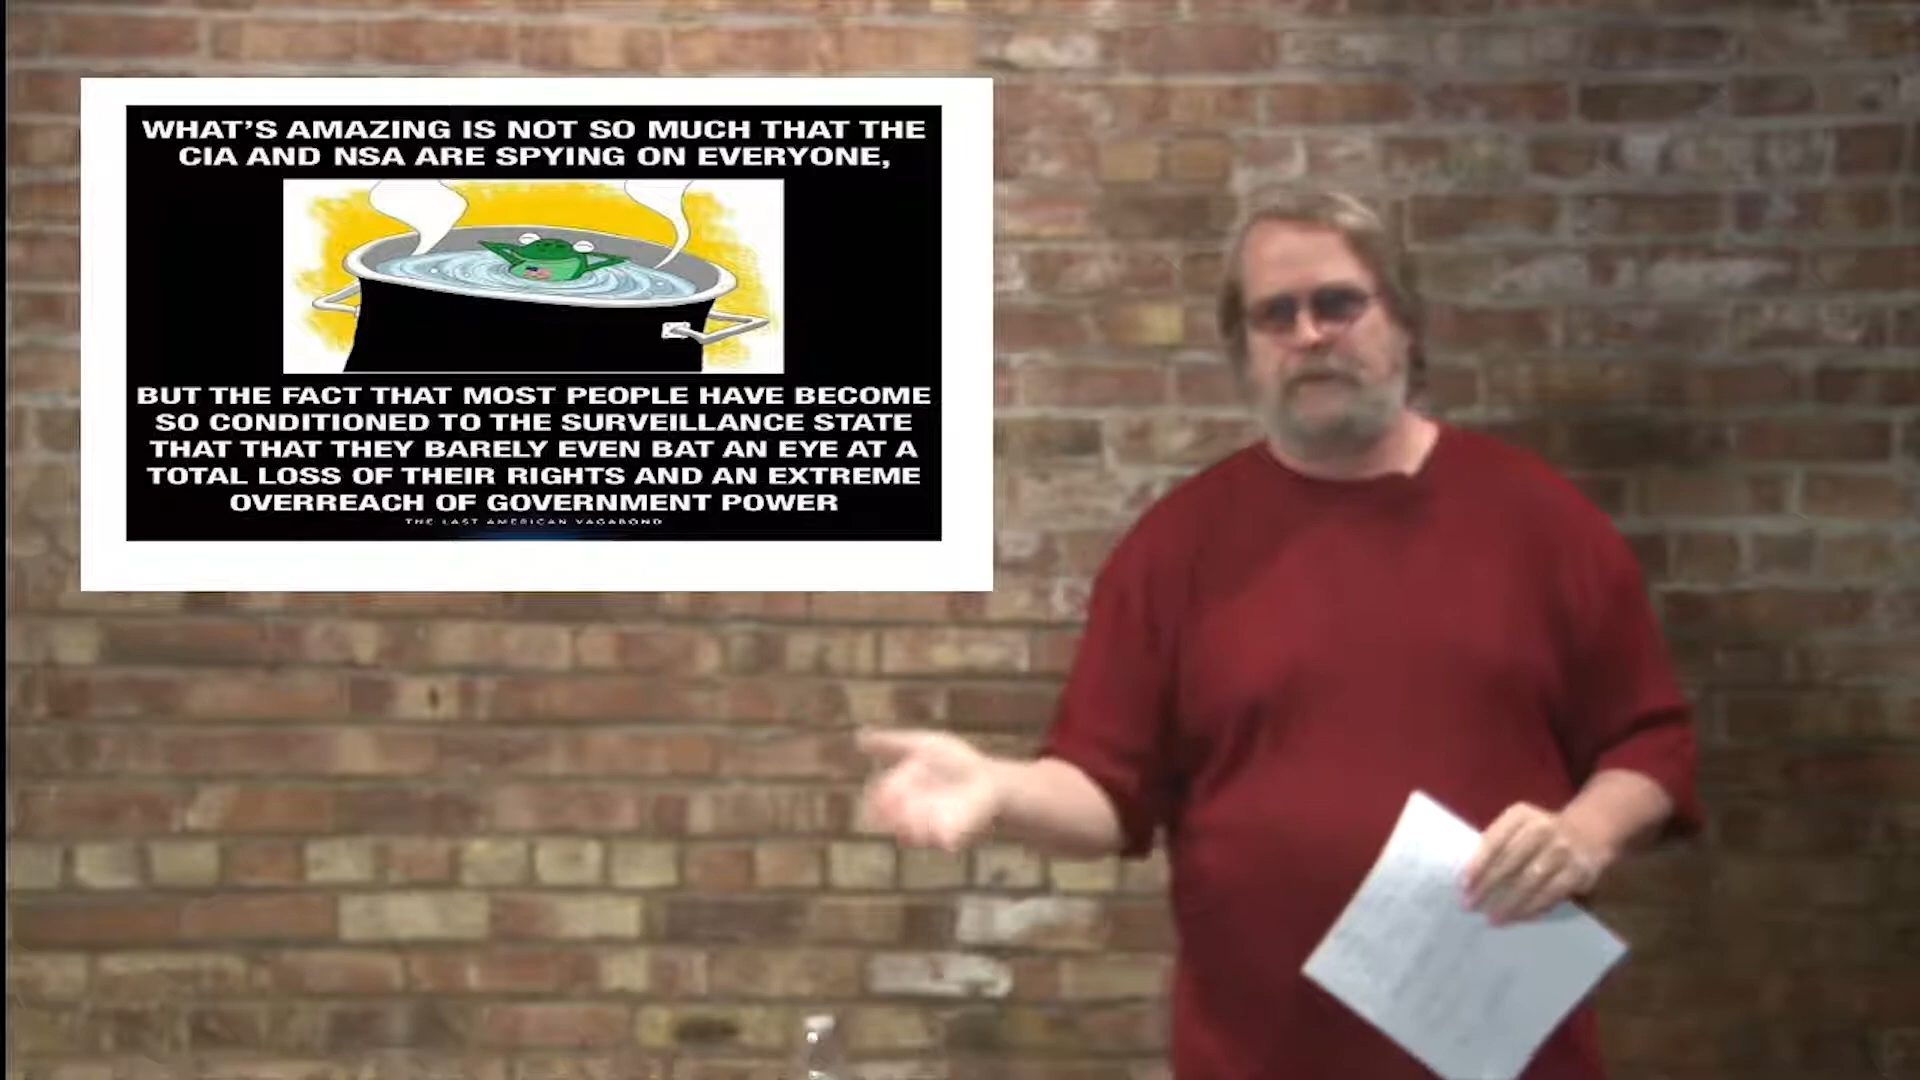 WHAT'S AMAZING IS NOT SO MUCH THAT THE
CIA AND NSA ARE SPYING ON EVERYONE,
BUT THE FACT THAT MOST PEOPLE HAVE BECOME
SO CONDITIONED TO THE SURVEILLANCE STATE
THAT THAT THEY BARELY EVEN BAT AN EYE AT A
TOTAL LOSS OF THEIR RIGHTS AND AN EXTREME
OVERREACH OF GOVERNMENT POWER
THE LAST AMERICAN VAGABOND